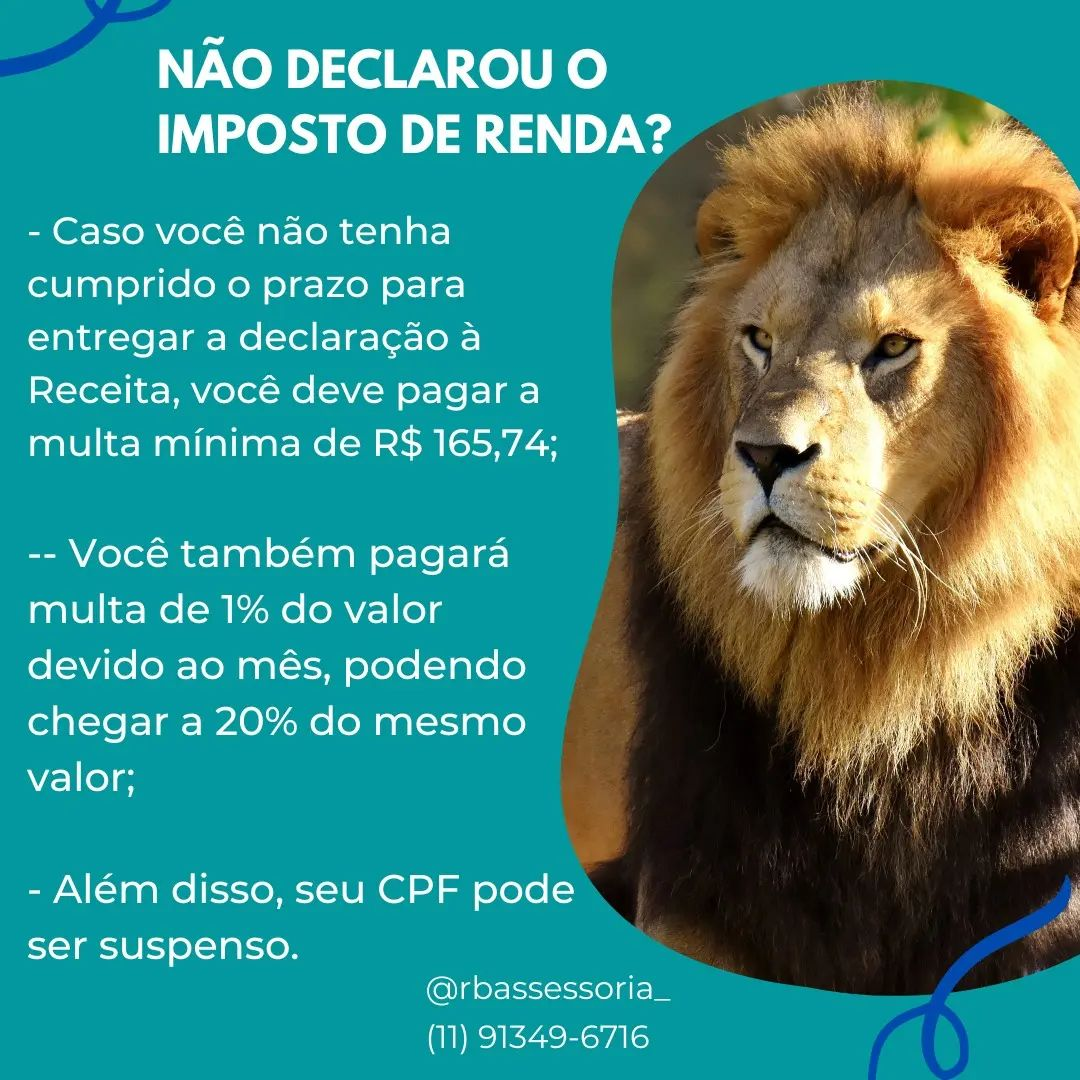 NÃO DECLAROU O
IMPOSTO DE RENDA?
- Caso você não tenha
cumprido o prazo para
entregar a declaração à
Receita, você deve pagar a
multa mínima de R$ 165,74;
-- Você também pagará
multa de 1% do valor
devido ao mês, podendo
chegar a 20% do mesmo
valor;
- Além disso, seu CPF pode
ser suspenso.
@rbassessoria_
(11) 91349-6716